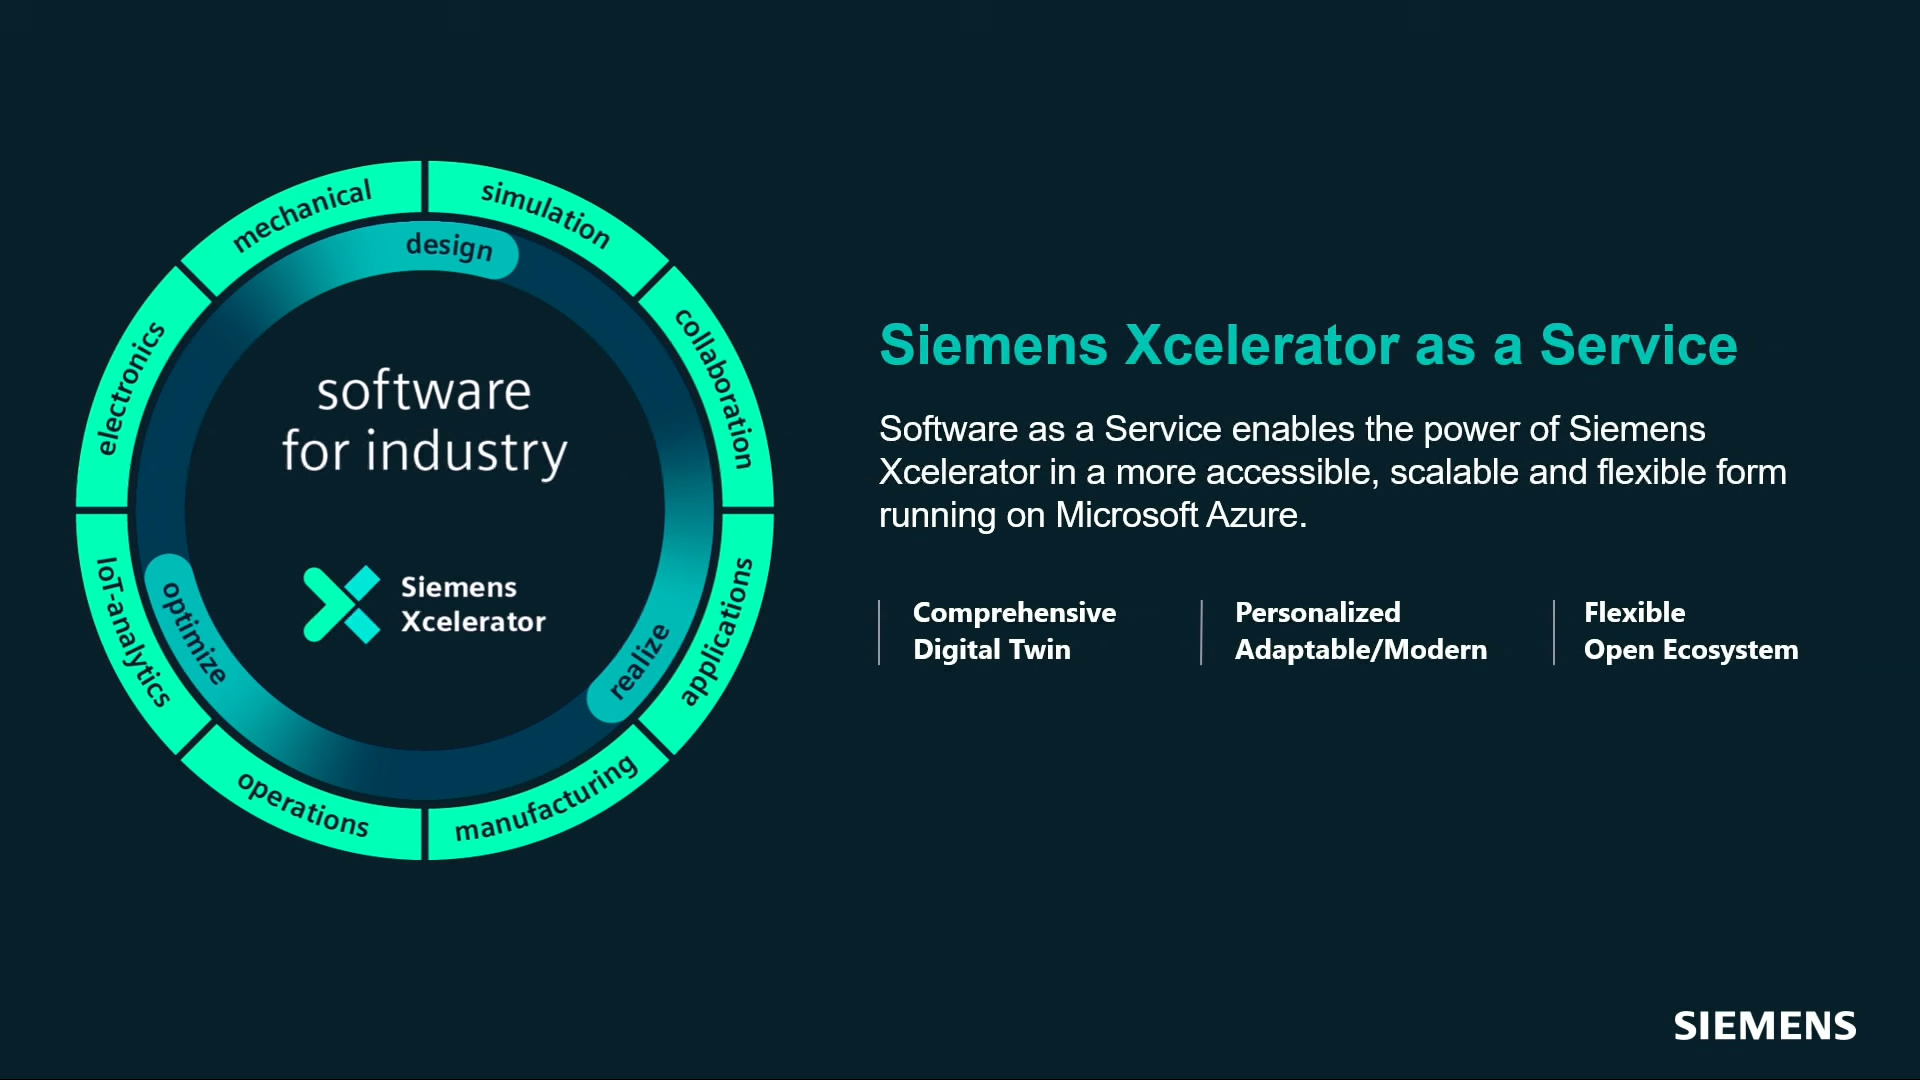 mechanical
simulation
collaboration
applications
manufacturing
operations
IoT-analytics
electronics
design
realize
optimize
software
for industry
Siemens
Xcelerator
Siemens Xcelerator as a Service
Software as a Service enables the power of Siemens
Xcelerator in a more accessible, scalable and flexible form
running on Microsoft Azure.
Comprehensive
Digital Twin
Personalized
Adaptable/Modern
Flexible
Open Ecosystem
SIEMENS